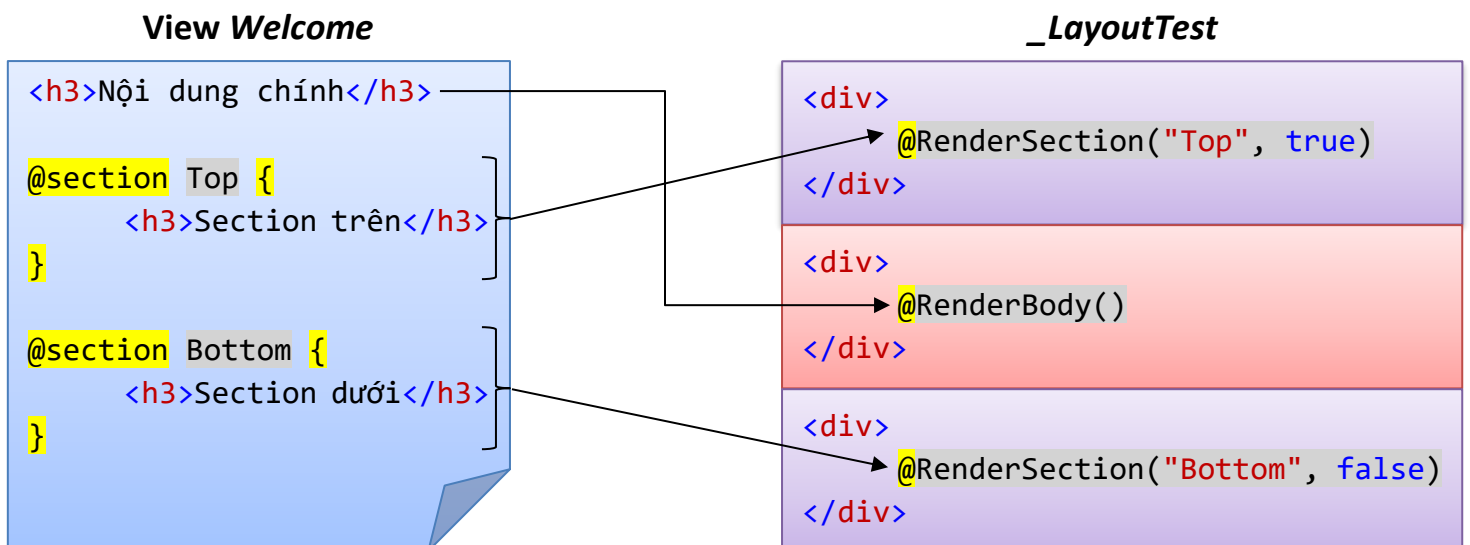 View Welcome
<h3>Nội dung chính</h3>
@section Top {
<h3>Section trên</h3>
}
@section Bottom {
<h3>Section dưới</h3>
}
_LayoutTest
<div>
@RenderSection("Top", true)
</div>
<div>
@RenderBody()
</div>
<div>
@RenderSection("Bottom", false)
</div>